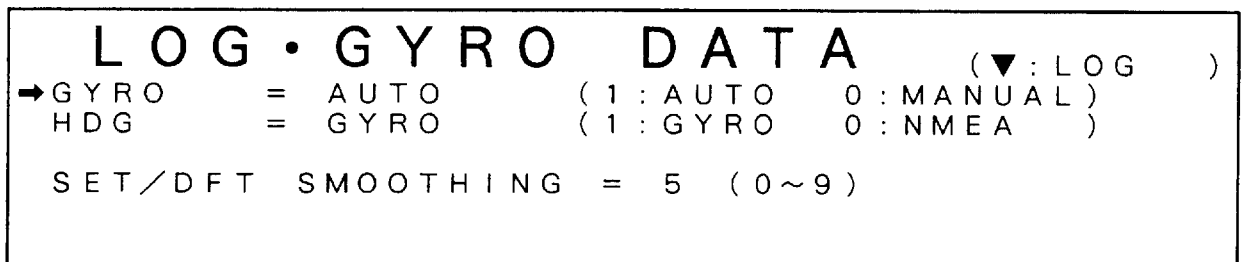 LOG・GYRO DATA (▼:LOG )
➡GYRO = AUTO (1:AUTO 0:MANUAL)
HDG = GYRO (1:GYRO 0:NMEA )
SET/DFT SMOOTHING = 5 (0~9)